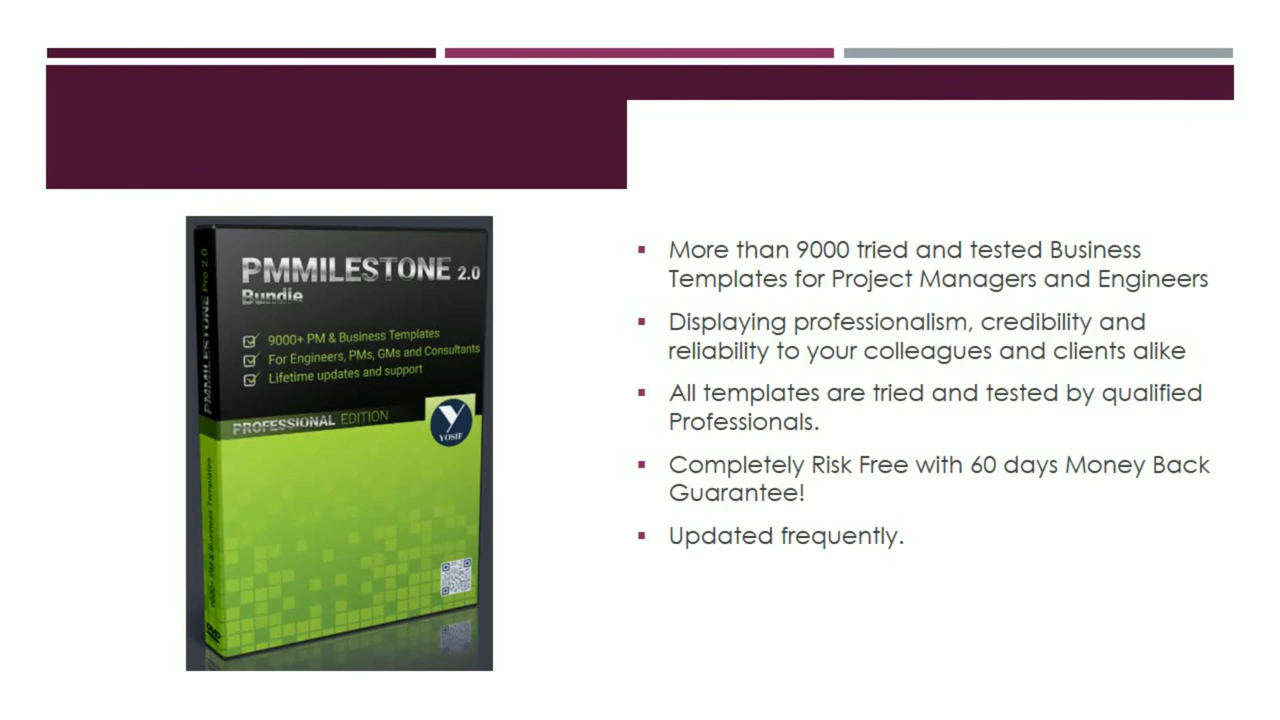 PMMILESTONE 2.0
Bundle
9000+ PM & Business Templates
For Engineers, PMs, GMs and Consultants
Lifetime updates and support
PROFESSIONAL EDITION
YOSIF
PMMILESTONE Pro 2.0
9000+ PM & Business Templates
DVD
▪ More than 9000 tried and tested Business
Templates for Project Managers and Engineers
▪ Displaying professionalism, credibility and
reliability to your colleagues and clients alike
▪ All templates are tried and tested by qualified
Professionals.
▪ Completely Risk Free with 60 days Money Back
Guarantee!
▪ Updated frequently.